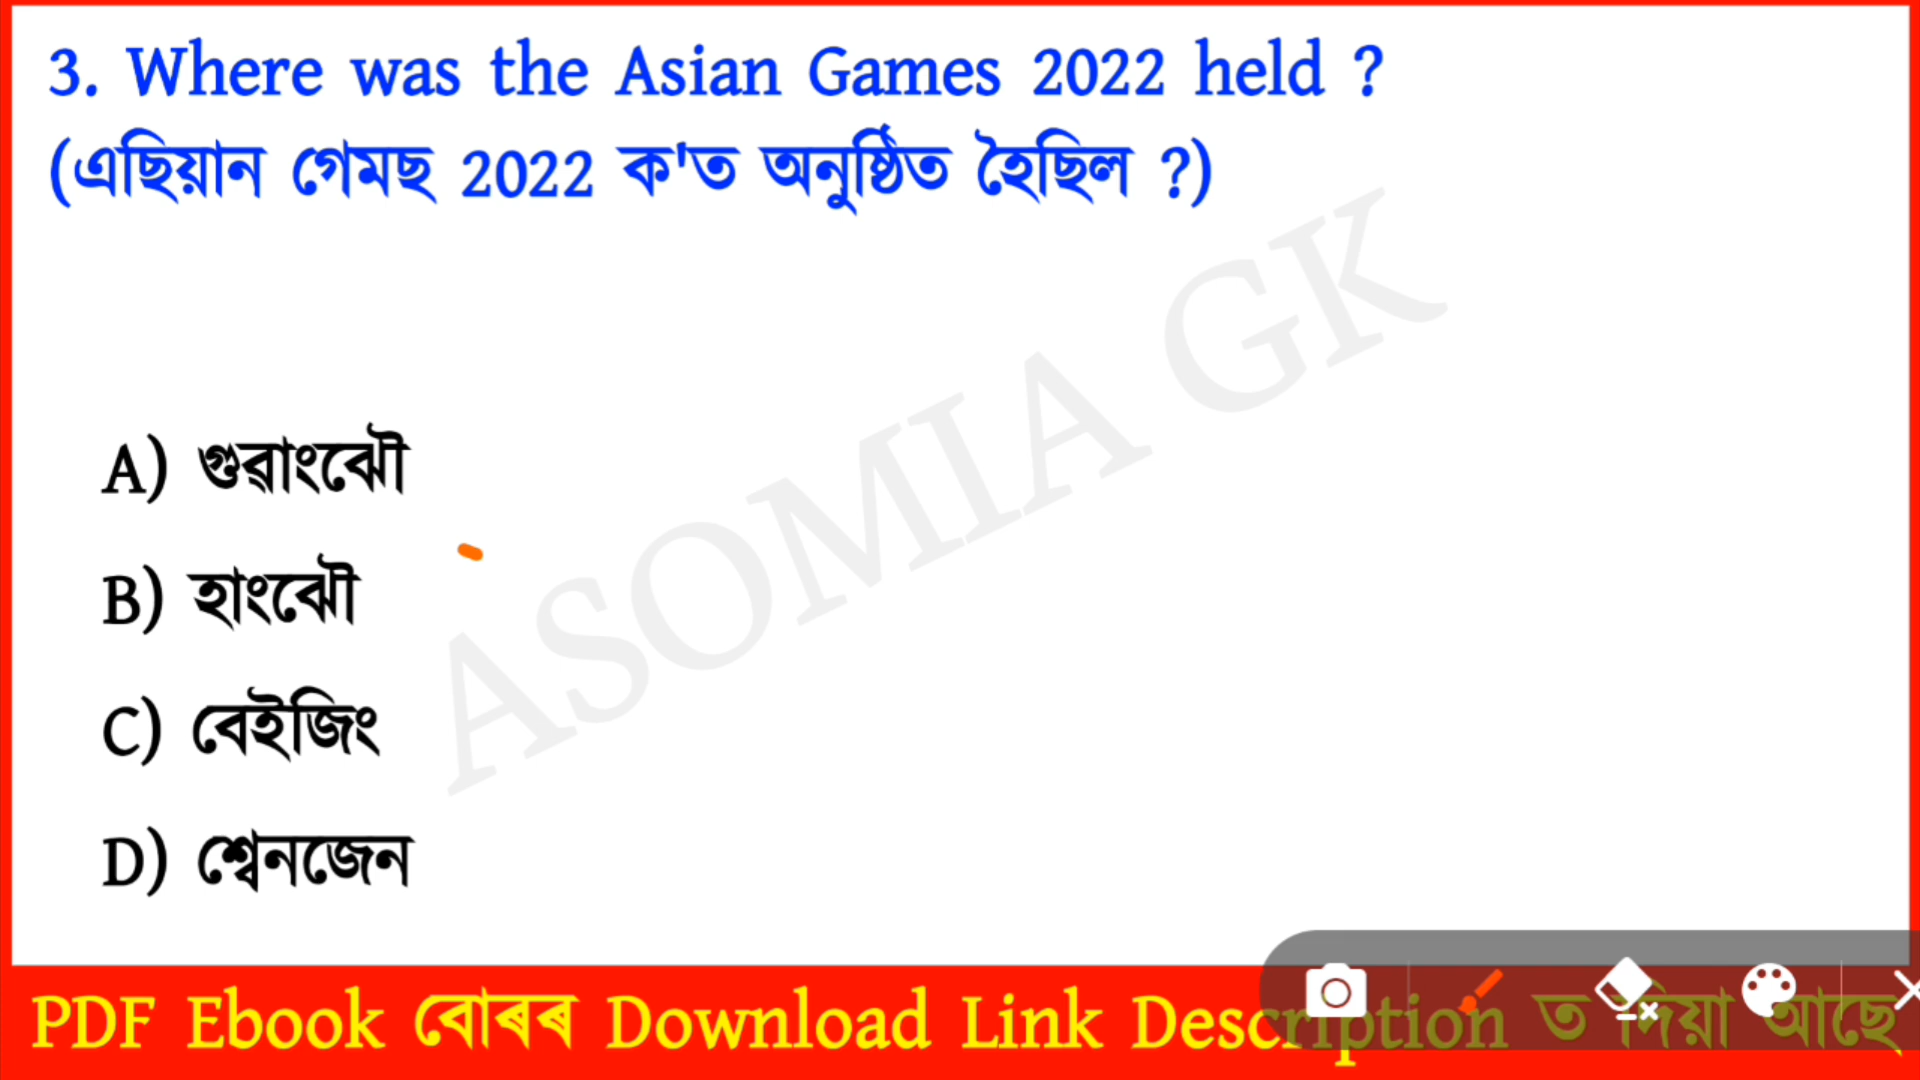 3. Where was the Asian Games 2022 held ?
(এছিয়ান গেমছ 2022 ক'ত অনুষ্ঠিত হৈছিল ?)
A) গুৱাংঝৌ
B) হাংঝৌ
C) বেইজিং
D) শ্বেনজেন
ASOMIA GK
PDF Ebook বোৰৰ Download Link Description ত দিয়া আছে